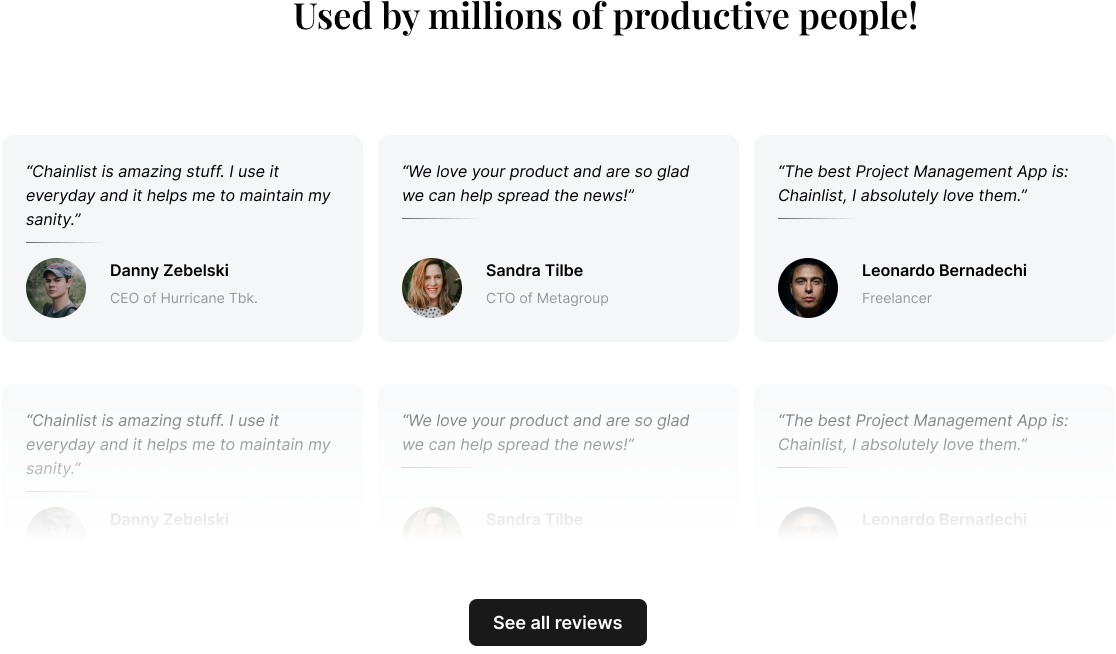 Used by millions of productive people!
“Chainlist is amazing stuff. I use it
everyday and it helps me to maintain my
sanity.”
Danny Zebelski
CEO of Hurricane Tbk.
“We love your product and are so glad
we can help spread the news!”
Sandra Tilbe
CTO of Metagroup
“The best Project Management App is:
Chainlist, I absolutely love them.”
Leonardo Bernadechi
Freelancer
“Chainlist is amazing stuff. I use it
everyday and it helps me to maintain my
sanity.”
Danny Zebelski
“We love your product and are so glad
we can help spread the news!”
Sandra Tilbe
“The best Project Management App is:
Chainlist, I absolutely love them.”
Leonardo Bernadechi
See all reviews